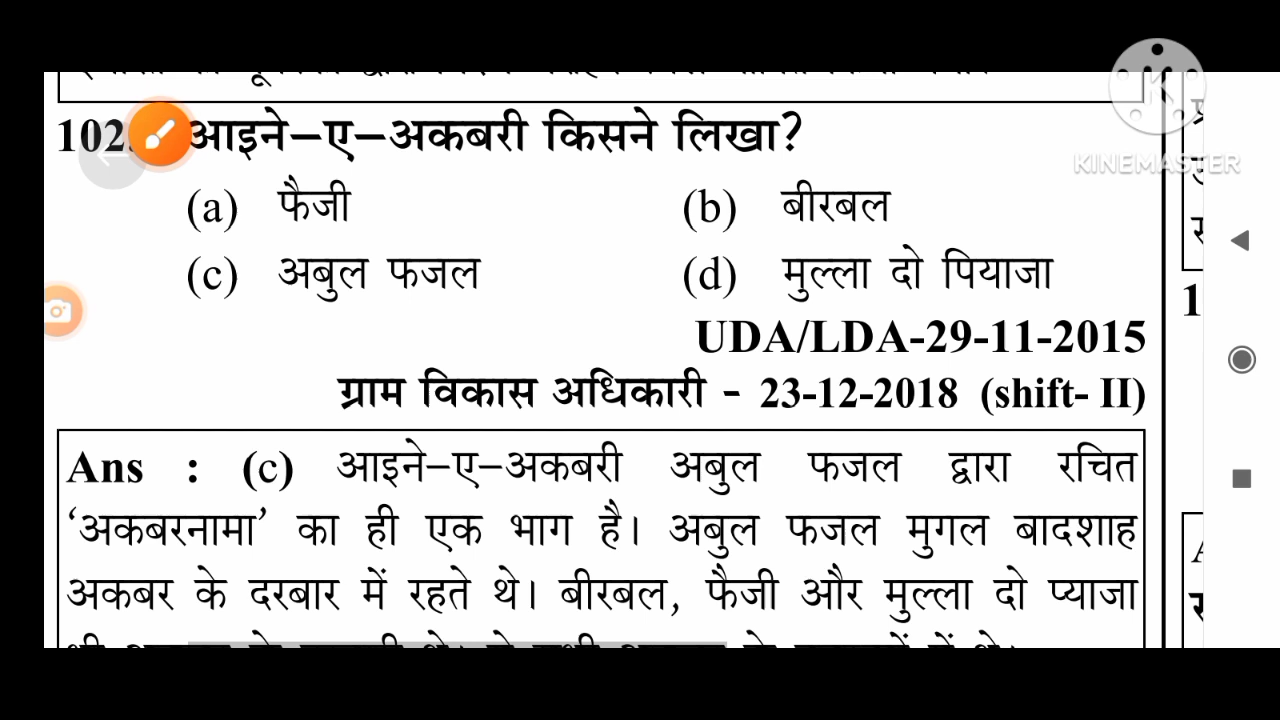 102. आइने–ए–अकबरी किसने लिखा?
(a) फैजी (b) बीरबल
(c) अबुल फजल (d) मुल्ला दो पियाजा
UDA/LDA-29-11-2015
ग्राम विकास अधिकारी - 23-12-2018 (shift- II)
Ans : (c) आइने–ए–अकबरी अबुल फजल द्वारा रचित
‘अकबरनामा’ का ही एक भाग है। अबुल फजल मुगल बादशाह
अकबर के दरबार में रहते थे। बीरबल, फैजी और मुल्ला दो प्याजा
KINEMASTER
1